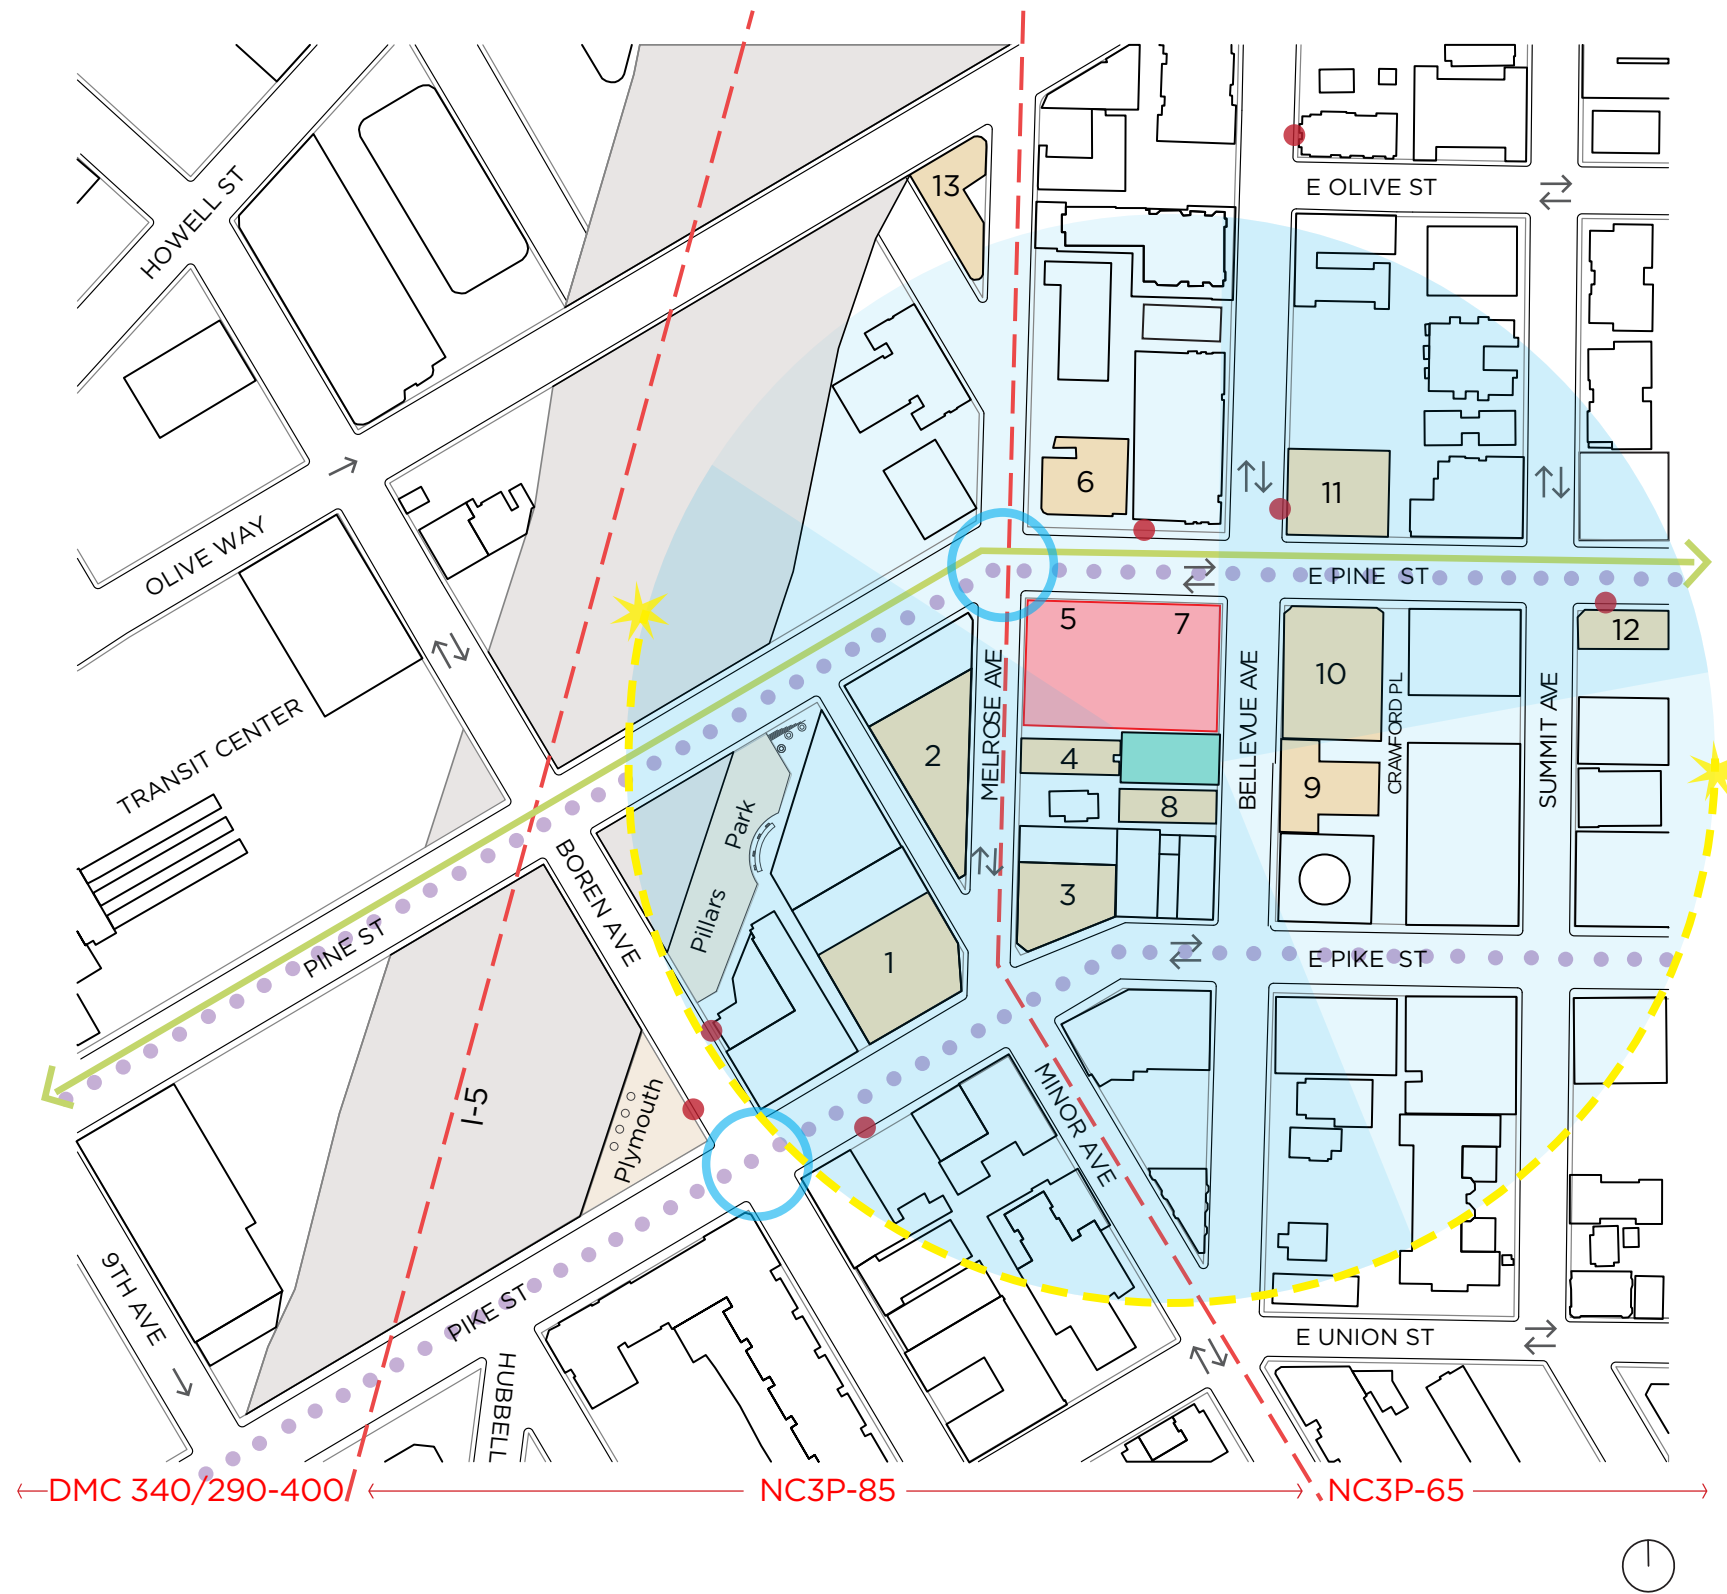 13
HOWELL ST
E OLIVE ST
6
11
OLIVE WAY
E PINE ST
5
7
12
10
MELROSE AVE
BELLEVUE AVE
CRAWFORD PL
SUMMIT AVE
TRANSIT CENTER
2
4
9
8
Pillars Park
BOREN AVE
3
PINE ST
1
E PIKE ST
I-5
Plymouth
MINOR AVE
9TH AVE
PIKE ST
HUBBELL
E UNION ST
DMC 340/290-400
NC3P-85
NC3P-65